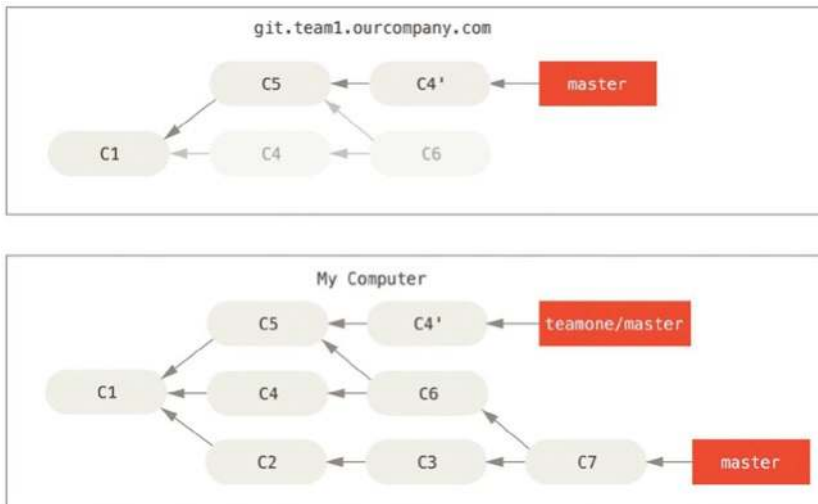 git.team1.ourcompany.com
C5 C4' master
C1 C4 C6
My Computer
C5 C4' teamone/master
C1 C4 C6
C2 C3 C7 master